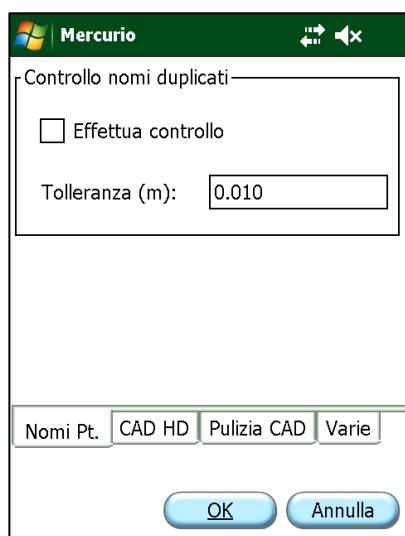 Mercurio
Controllo nomi duplicati
Effettua controllo
Tolleranza (m): 0.010
Nomi Pt. CAD HD Pulizia CAD Varie
OK Annulla